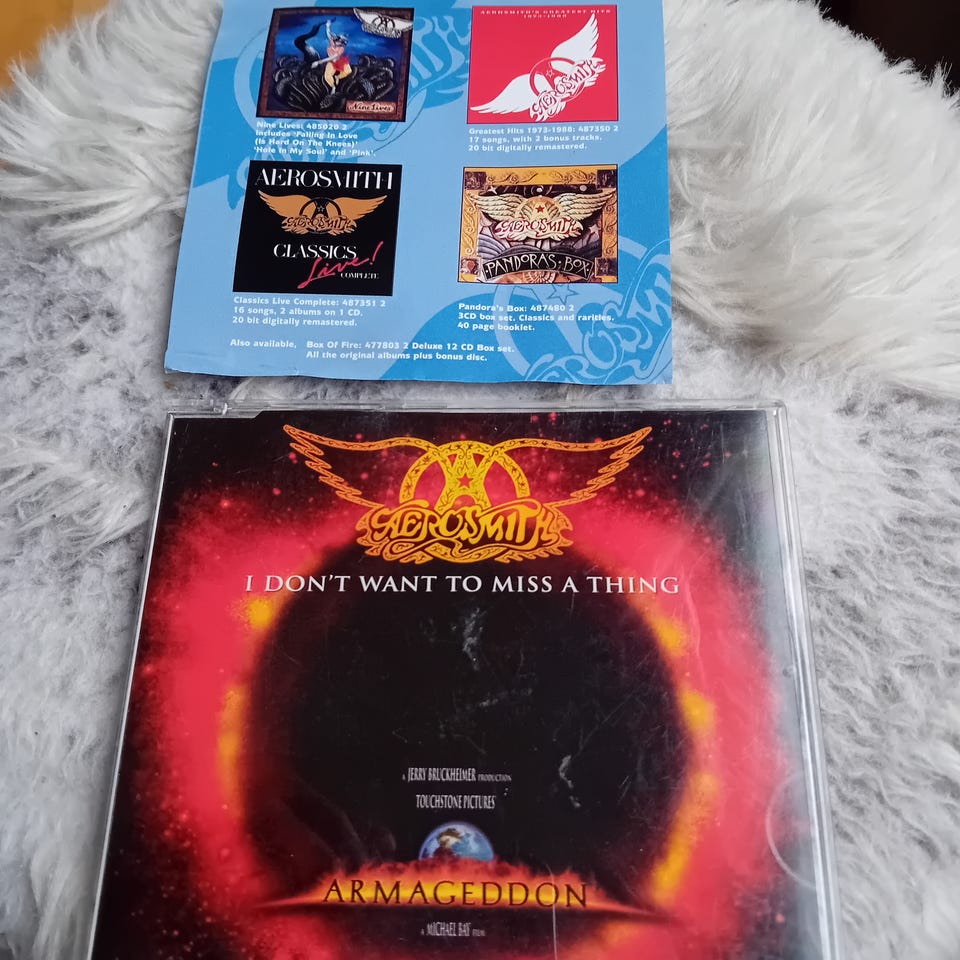 AEROSMITH
Nine Lives
AEROSMITH'S GREATEST HITS
1973-1988
AEROSMITH
Nine Lives: 485020 2
Includes 'Falling In Love
(Is Hard On The Knees)'
'Hole In My Soul' and 'Pink'.
Greatest Hits 1973-1988: 487350 2
17 songs, with 2 bonus tracks.
20 bit digitally remastered.
AEROSMITH
AEROSMITH
CLASSICS
Live!
COMPLETE
AEROSMITH
PANDORAS·BOX
Classics Live Complete: 487351 2
16 songs, 2 albums on 1 CD.
20 bit digitally remastered.
Pandora's Box: 487480 2
3CD box set. Classics and rarities.
40 page booklet.
Also available, Box Of Fire: 477803 2 Deluxe 12 CD Box set.
All the original albums plus bonus disc.
AEROSMITH
AEROSMITH
I DON'T WANT TO MISS A THING
A JERRY BRUCKHEIMER PRODUCTION
TOUCHSTONE PICTURES
ARMAGEDDON
A MICHAEL BAY FILM